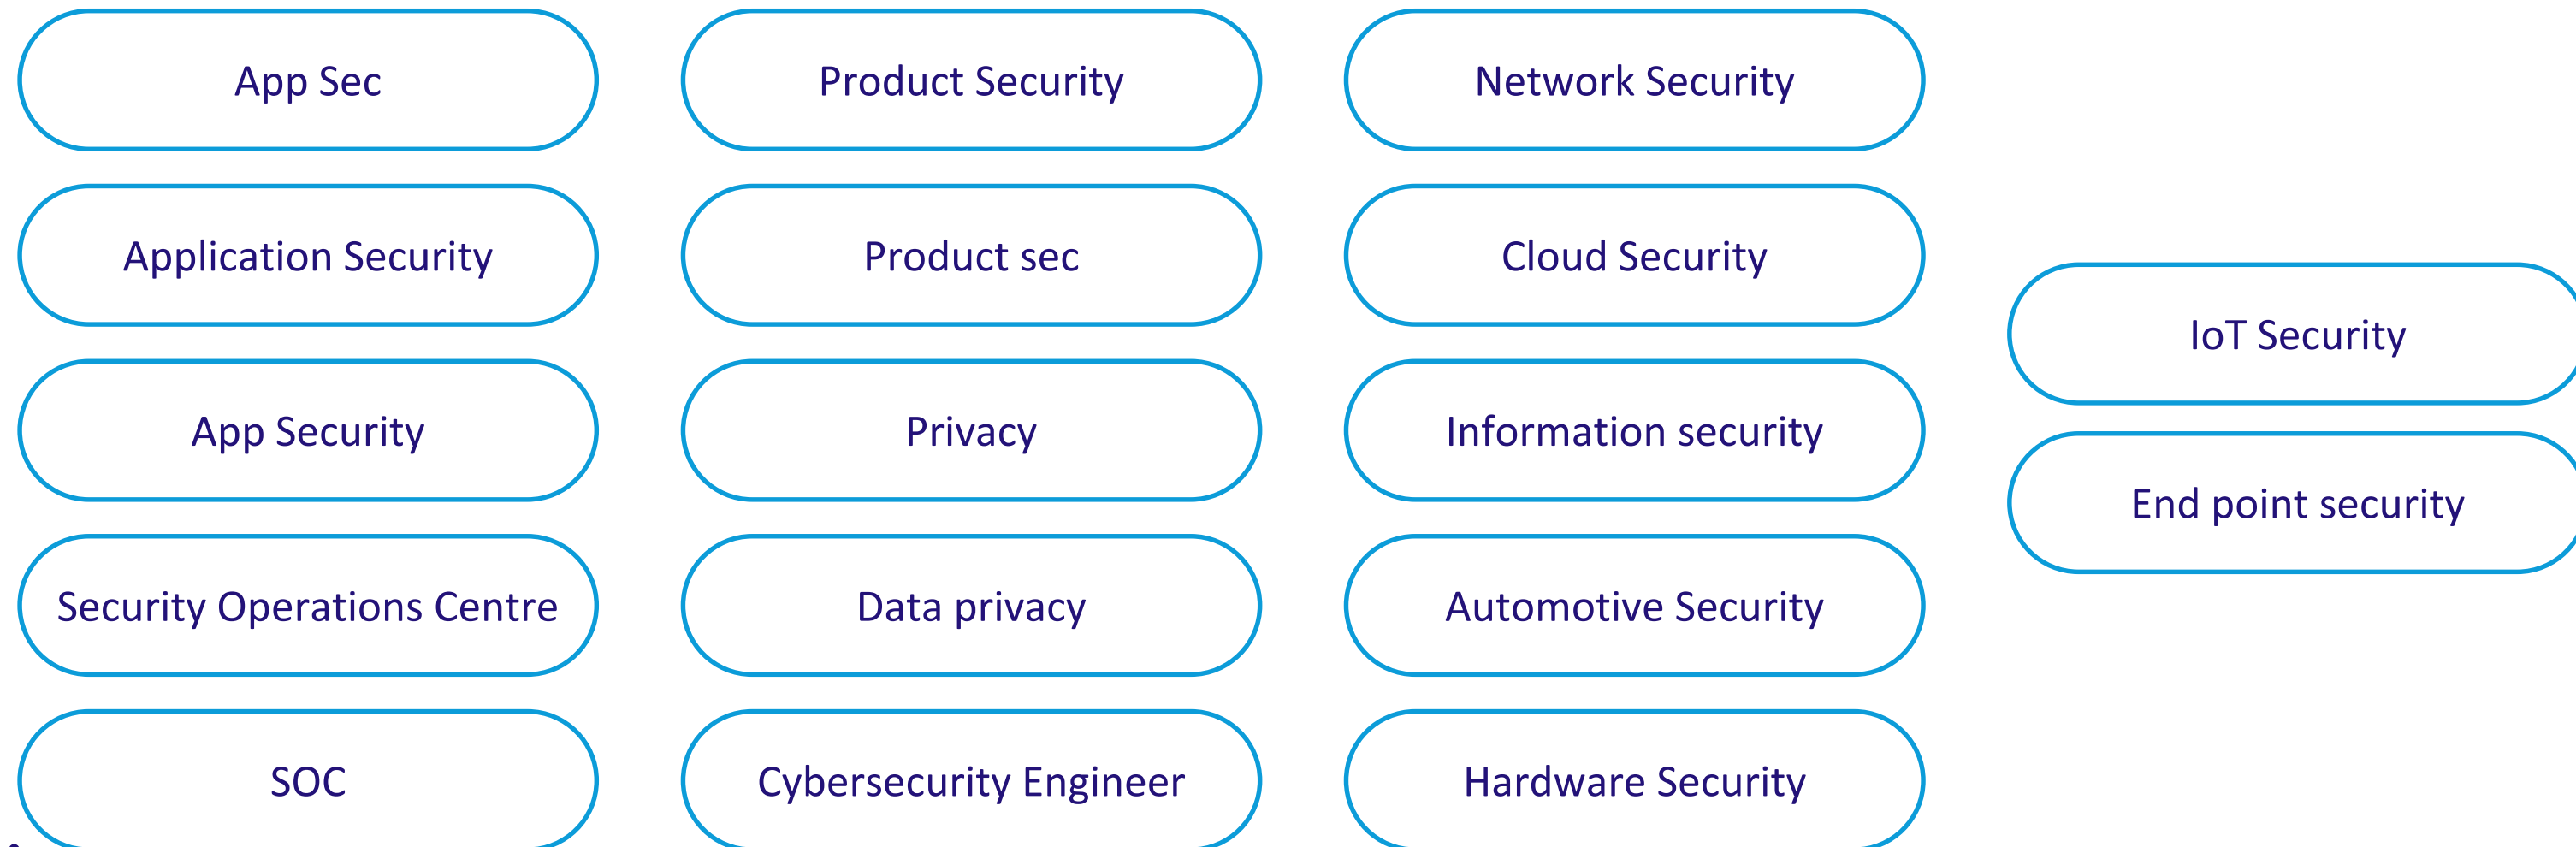 App Sec
Application Security
App Security
Security Operations Centre
SOC
Product Security
Product sec
Privacy
Data privacy
Cybersecurity Engineer
Network Security
Cloud Security
Information security
Automotive Security
Hardware Security
IoT Security
End point security